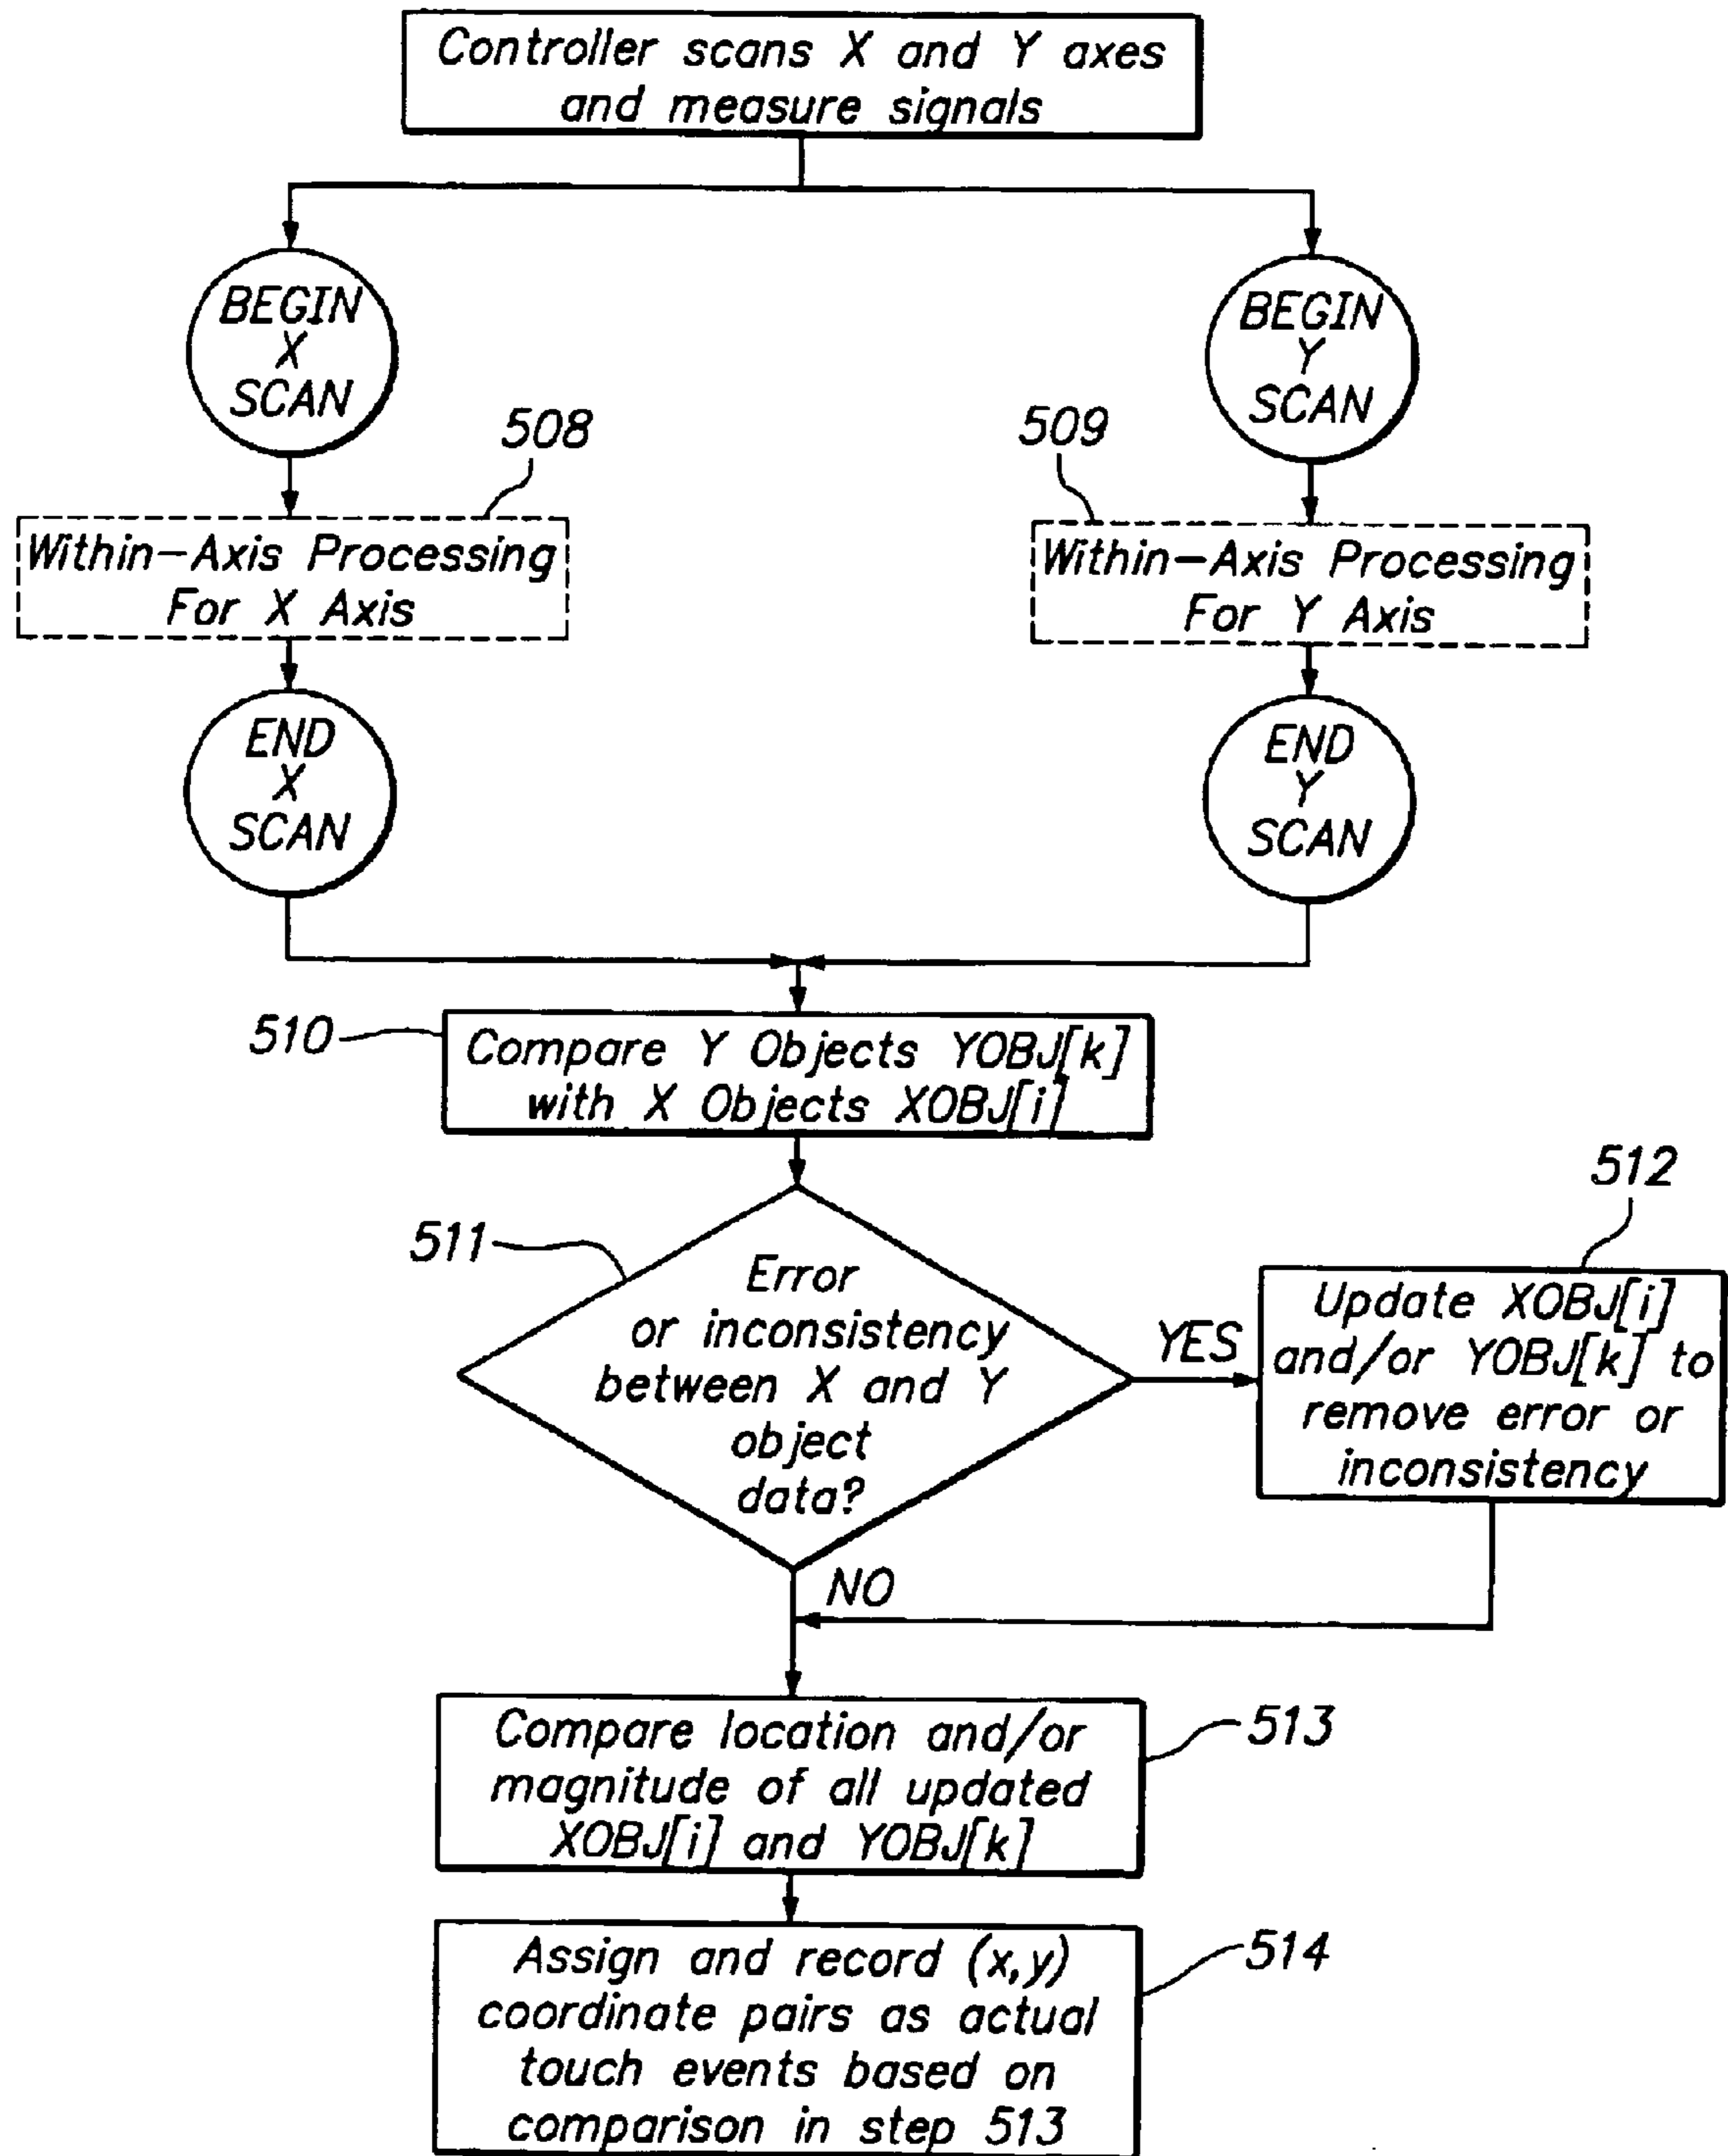 Controller scans X and Y axes
and measure signals
BEGIN
X
SCAN
BEGIN
Y
SCAN
508
509
Within-Axis Processing
For X Axis
Within-Axis Processing
For Y Axis
END
X
SCAN
END
Y
SCAN
510
Compare Y Objects YOBJ[k]
with X Objects XOBJ[i]
511
Error
or inconsistency
between X and Y
object
data?
YES
512
Update XOBJ[i]
and/or YOBJ[k] to
remove error or
inconsistency
NO
Compare location and/or
magnitude of all updated
XOBJ[i] and YOBJ[k]
513
Assign and record (x,y)
coordinate pairs as actual
touch events based on
comparison in step 513
514